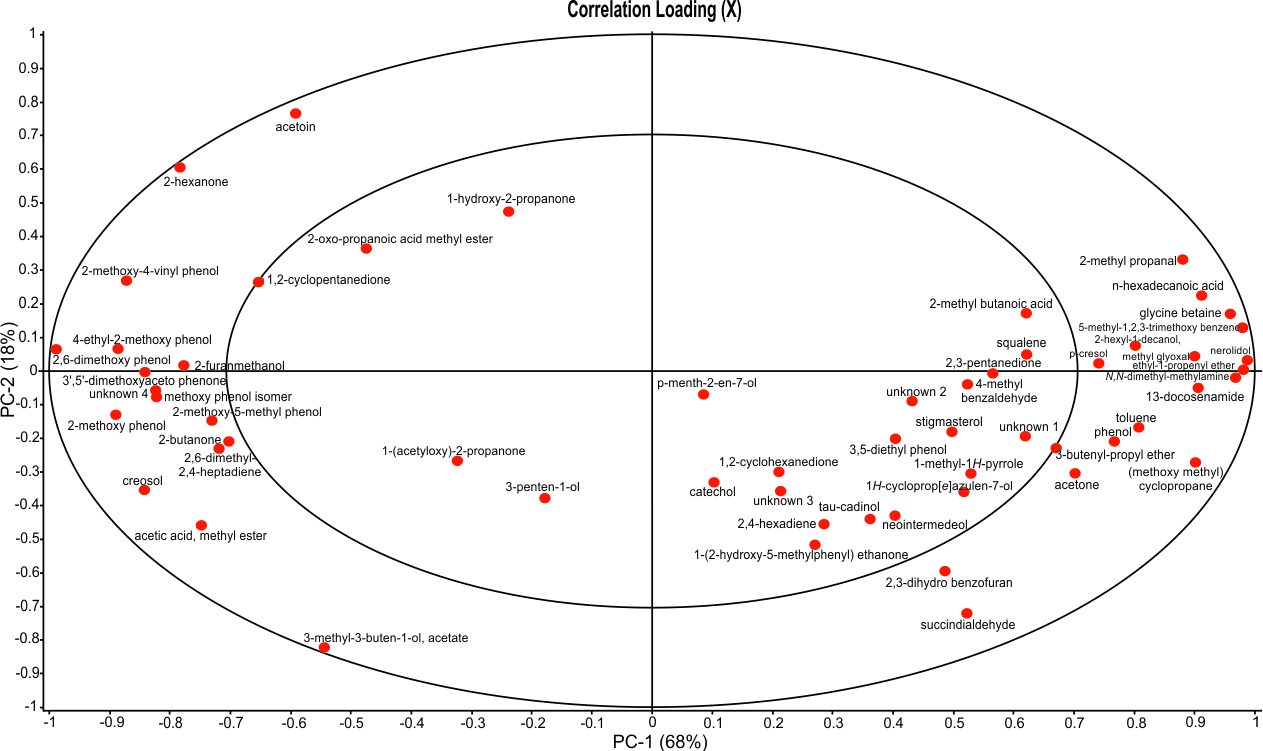 Correlation Loading (X)
1
0.9
0.8
acetoin
0.7
0.6
2-hexanone
1-hydroxy-2-propanone
0.5
0.4
2-oxo-propanoic acid methyl ester
2-methyl propanal
0.3
2-methoxy-4-vinyl phenol
1,2-cyclopentanedione
n-hexadecanoic acid
0.2
2-methyl butanoic acid
glycine betaine
5-methyl-1,2,3-trimethoxy benzene
0.1
4-ethyl-2-methoxy phenol
squalene
2-hexyl-1-decanol,
p-cresol
methyl glyoxal
nerolidol
2,6-dimethoxy phenol
2-furanmethanol
2,3-pentanedione
ethyl-1-propenyl ether
0
3',5'-dimethoxyaceto phenone
p-menth-2-en-7-ol
4-methyl
benzaldehyde
N,N-dimethyl-methylamine
unknown 4
methoxy phenol isomer
unknown 2
13-docosenamide
-0.1
2-methoxy-5-methyl phenol
2-methoxy phenol
stigmasterol
unknown 1
toluene
phenol
-0.2
2-butanone
2,6-dimethyl-
2,4-heptadiene
1-(acetyloxy)-2-propanone
3,5-diethyl phenol
3-butenyl-propyl ether
1,2-cyclohexanedione
1-methyl-1H-pyrrole
(methoxy methyl)
cyclopropane
-0.3
creosol
3-penten-1-ol
catechol
unknown 3
1H-cycloprop[e]azulen-7-ol
acetone
-0.4
tau-cadinol
acetic acid, methyl ester
2,4-hexadiene
neointermedeol
-0.5
1-(2-hydroxy-5-methylphenyl) ethanone
-0.6
2,3-dihydro benzofuran
-0.7
succindialdehyde
-0.8
3-methyl-3-buten-1-ol, acetate
-0.9
-1
PC-2 (18%)
-1 -0.9 -0.8 -0.7 -0.6 -0.5 -0.4 -0.3 -0.2 -0.1 0 0.1 0.2 0.3 0.4 0.5 0.6 0.7 0.8 0.9 1
PC-1 (68%)